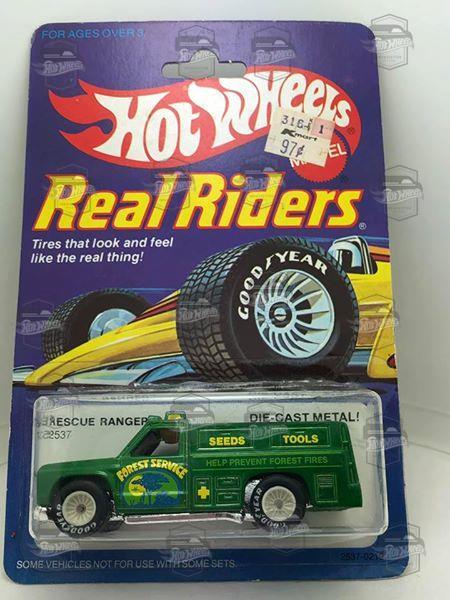 FOR AGES OVER 3
HOT WHEELS
3164 1
Kmart
97¢
MATTEL
Real Riders®
Tires that look and feel
like the real thing!
GOODYEAR
RESCUE RANGER
2537
DIE-CAST METAL!
SEEDS TOOLS
FOREST SERVICE
HELP PREVENT FOREST FIRES
GOODYEAR
GOODYEAR
SOME VEHICLES NOT FOR USE WITH SOME SETS.